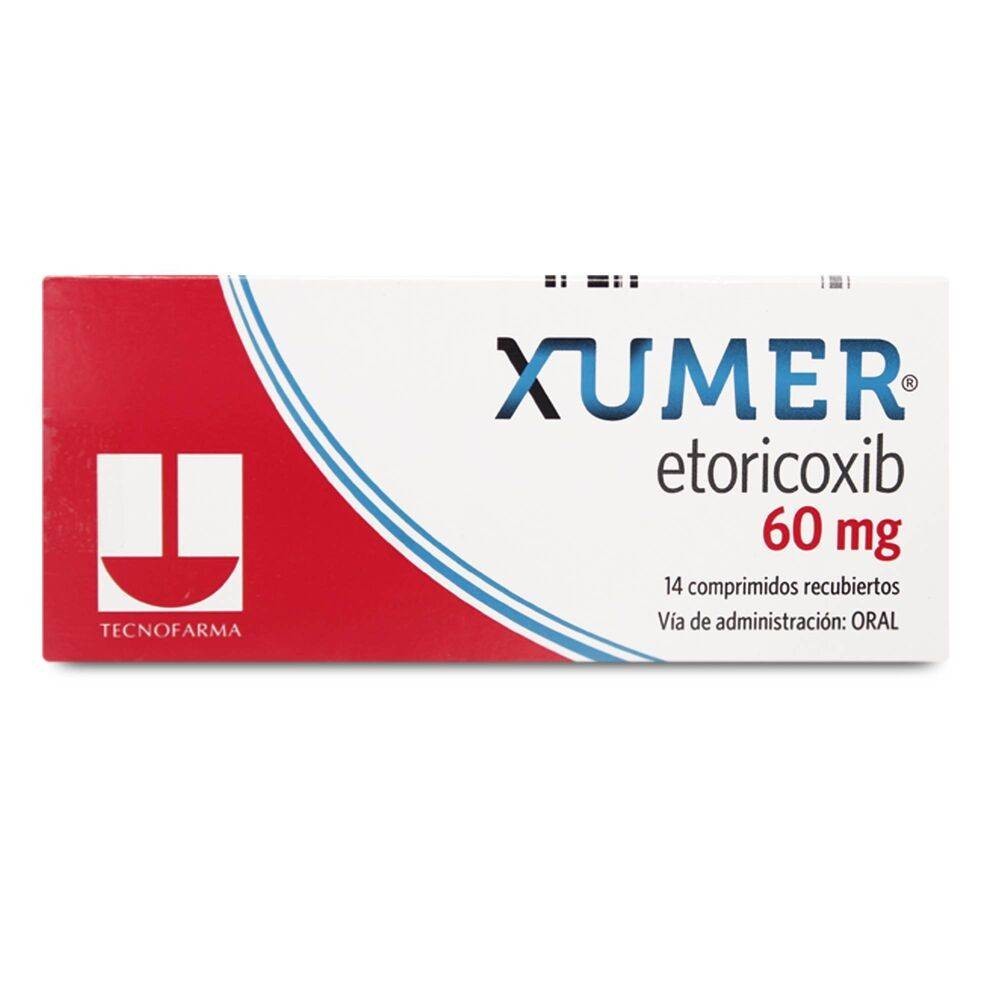 XUMER®
etoricoxib
60 mg
14 comprimidos recubiertos
Vía de administración: ORAL
TECNOFARMA